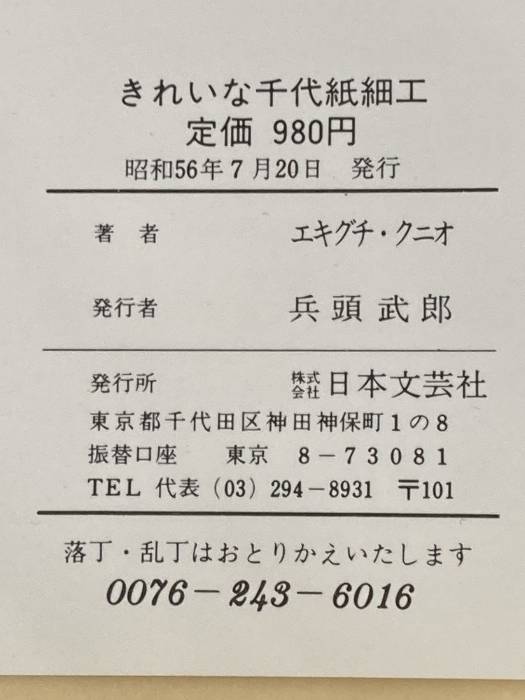 きれいな千代紙細工
定価 980円
昭和56年7月20日 発行
著 者 エキグチ・クニオ
発行者 兵頭武郎
発行所 株式会社日本文芸社
東京都千代田区神田神保町1の8
振替口座 東京 8-73081
TEL 代表(03)294-8931 〒101
落丁・乱丁はおとりかえいたします
0076-243-6016